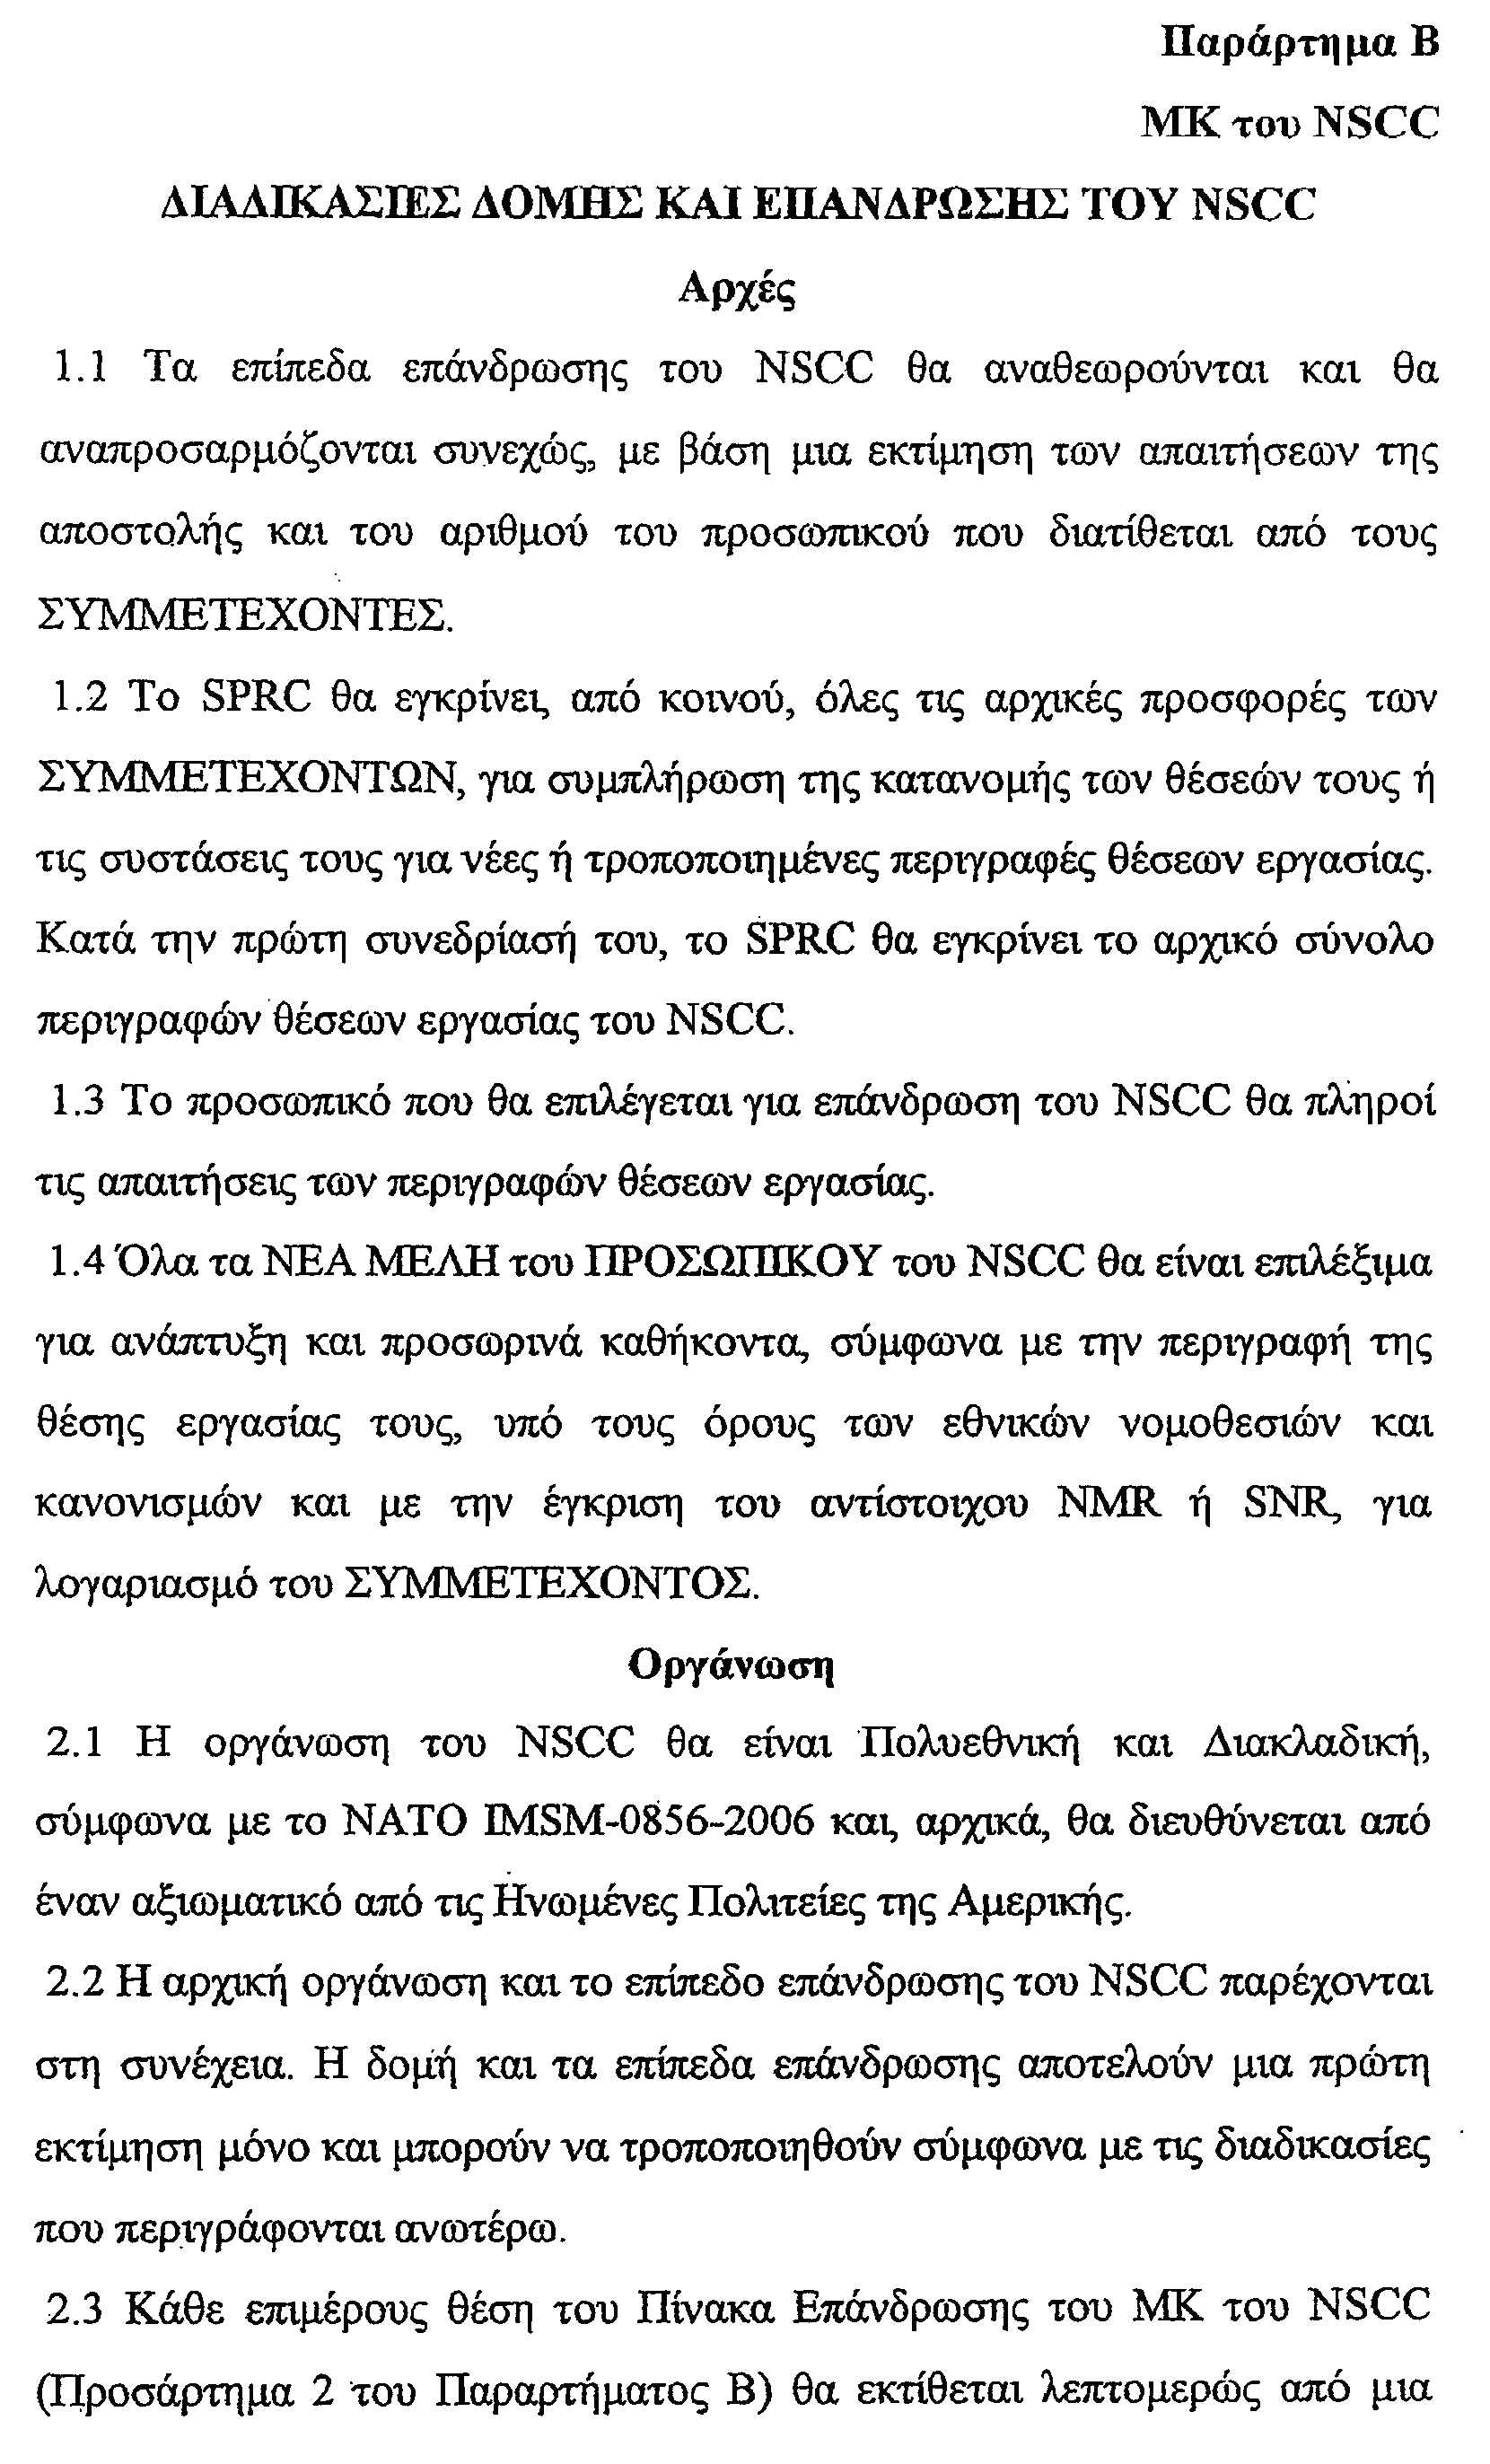 Παράρτημα Β
ΜΚ του NSCC
ΔΙΑΔΙΚΑΣΙΕΣ ΔΟΜΗΣ ΚΑΙ ΕΠΑΝΔΡΩΣΗΣ ΤΟΥ NSCC
Αρχές
1.1 Τα επίπεδα επάνδρωσης του NSCC θα αναθεωρούνται και θα
αναπροσαρμόζονται συνεχώς, με βάση μια εκτίμηση των απαιτήσεων της
αποστολής και του αριθμού του προσωπικού που διατίθεται από τους
ΣΥΜΜΕΤΕΧΟΝΤΕΣ.
1.2 Το SPRC θα εγκρίνει, από κοινού, όλες τις αρχικές προσφορές των
ΣΥΜΜΕΤΕΧΟΝΤΩΝ, για συμπλήρωση της κατανομής των θέσεών τους ή
τις συστάσεις τους για νέες ή τροποποιημένες περιγραφές θέσεων εργασίας.
Κατά την πρώτη συνεδρίασή του, το SPRC θα εγκρίνει το αρχικό σύνολο
περιγραφών θέσεων εργασίας του NSCC.
1.3 Το προσωπικό που θα επιλέγεται για επάνδρωση του NSCC θα πληροί
τις απαιτήσεις των περιγραφών θέσεων εργασίας.
1.4 Όλα τα ΝΕΑ ΜΕΛΗ του ΠΡΟΣΩΠΙΚΟΥ του NSCC θα είναι επιλέξιμα
για ανάπτυξη και προσωρινά καθήκοντα, σύμφωνα με την περιγραφή της
θέσης εργασίας τους, υπό τους όρους των εθνικών νομοθεσιών και
κανονισμών και με την έγκριση του αντίστοιχου NMR ή SNR, για
λογαριασμό του ΣΥΜΜΕΤΕΧΟΝΤΟΣ.
Οργάνωση
2.1 Η οργάνωση του NSCC θα είναι Πολυεθνική και Διακλαδική,
σύμφωνα με το NATO IMSM-0856-2006 και, αρχικά, θα διευθύνεται από
έναν αξιωματικό από τις Ηνωμένες Πολιτείες της Αμερικής.
2.2 Η αρχική οργάνωση και το επίπεδο επάνδρωσης του NSCC παρέχονται
στη συνέχεια. Η δομή και τα επίπεδα επάνδρωσης αποτελούν μια πρώτη
εκτίμηση μόνο και μπορούν να τροποποιηθούν σύμφωνα με τις διαδικασίες
που περιγράφονται ανωτέρω.
2.3 Κάθε επιμέρους θέση του Πίνακα Επάνδρωσης του ΜΚ του NSCC
(Προσάρτημα 2 του Παραρτήματος Β) θα εκτίθεται λεπτομερώς από μια